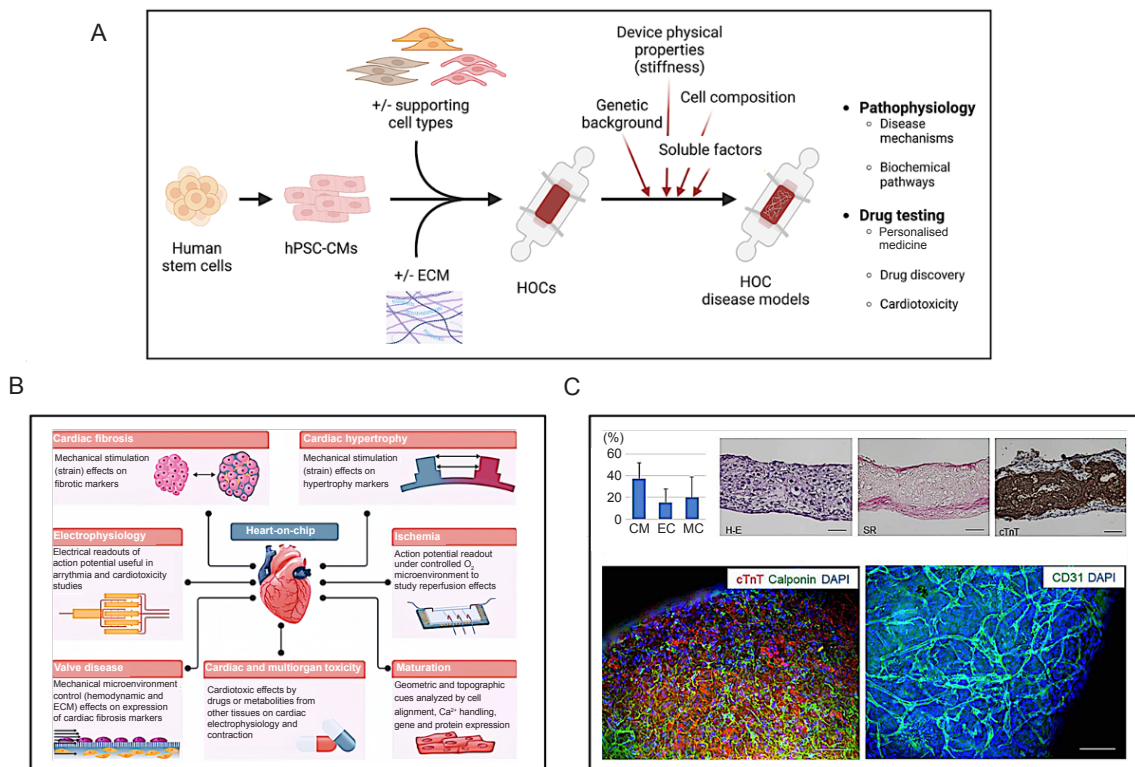 A
Device physical
properties
(stiffness)
Cell composition
Genetic
background
Soluble factors
+/- supporting
cell types
Human
stem cells
hPSC-CMs
+/- ECM
HOCs
HOC
disease models
• Pathophysiology
○ Disease
mechanisms
○ Biochemical
pathways
• Drug testing
○ Personalised
medicine
○ Drug discovery
○ Cardiotoxicity
B
Cardiac fibrosis
Mechanical stimulation
(strain) effects on
fibrotic markers
Cardiac hypertrophy
Mechanical stimulation
(strain) effects on
hypertrophy markers
Heart-on-chip
Electrophysiology
Electrical readouts of
action potential useful in
arrythmia and cardiotoxicity
studies
Ischemia
Action potential readout
under controlled O₂
microenvironment to
study reperfusion effects
Valve disease
Mechanical microenvironment
control (hemodynamic and
ECM) effects on expression
of cardiac fibrosis markers
Cardiac and multiorgan toxicity
Cardiotoxic effects by
drugs or metabolities from
other tissues on cardiac
electrophysiology and
contraction
Maturation
Geometric and topographic
cues analyzed by cell
alignment, Ca²⁺ handling,
gene and protein expression
C
(%)
60
40
20
0
CM EC MC
H-E
SR
cTnT
cTnT Calponin DAPI
CD31 DAPI